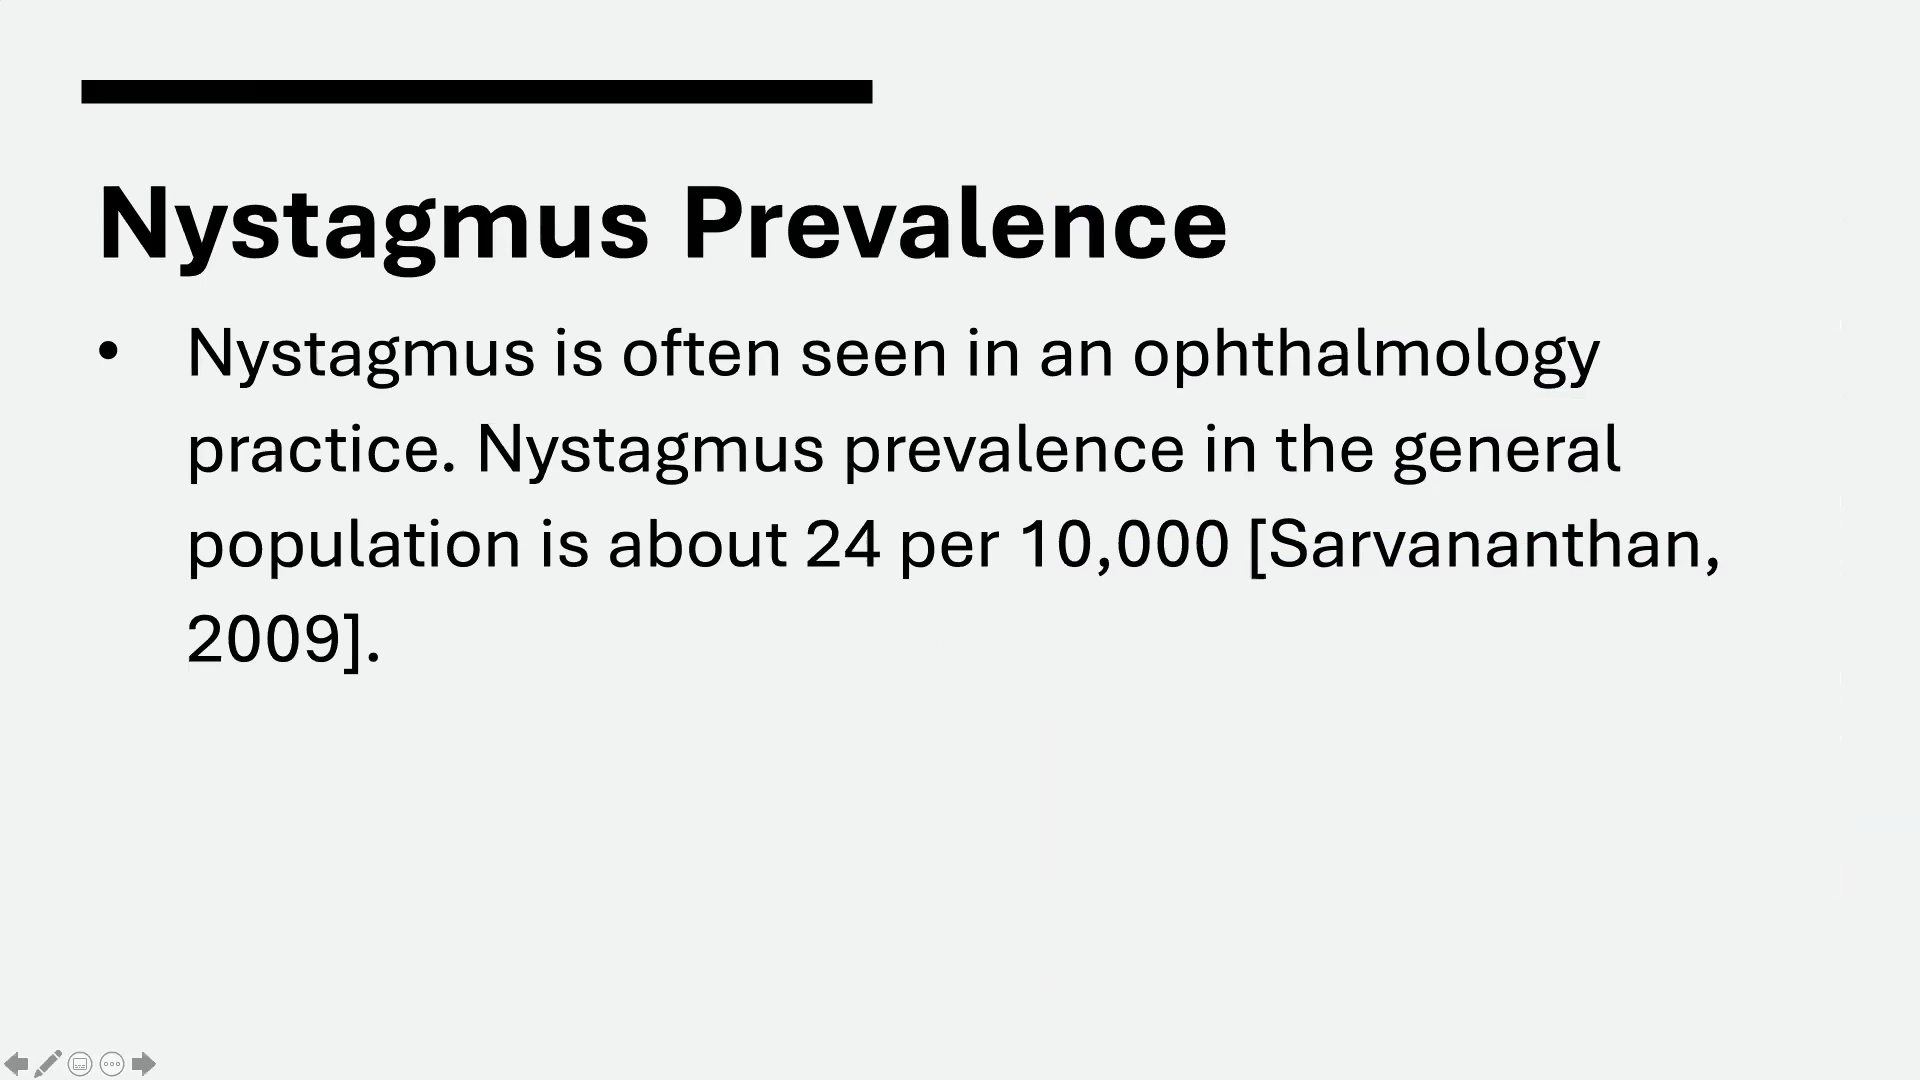 Nystagmus Prevalence
• Nystagmus is often seen in an ophthalmology
practice. Nystagmus prevalence in the general
population is about 24 per 10,000 [Sarvananthan,
2009].